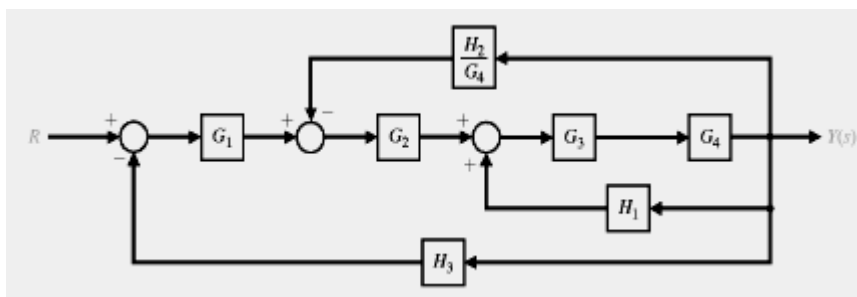 H2
G4
+ −
R + G1 + G2 + G3 G4 Y(s)
− +
H1
H3